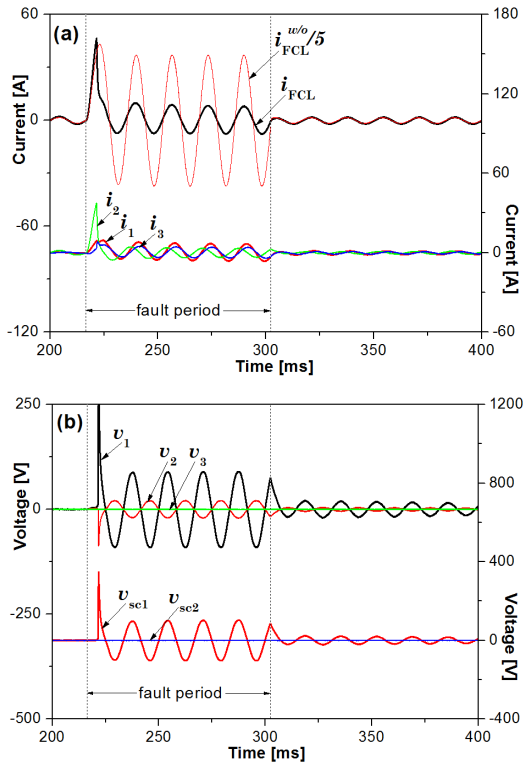 (a)
60
0
-60
-120
180
120
60
0
-60
Current [A]
Current [A]
i_FCL^w/o/5
i_FCL
i_2
i_1
i_3
fault period
200 250 300 350 400
Time [ms]
(b)
250
0
-250
-500
1200
800
400
0
-400
Voltage [V]
Voltage [V]
v_1
v_2
v_3
v_sc1
v_sc2
fault period
200 250 300 350 400
Time [ms]